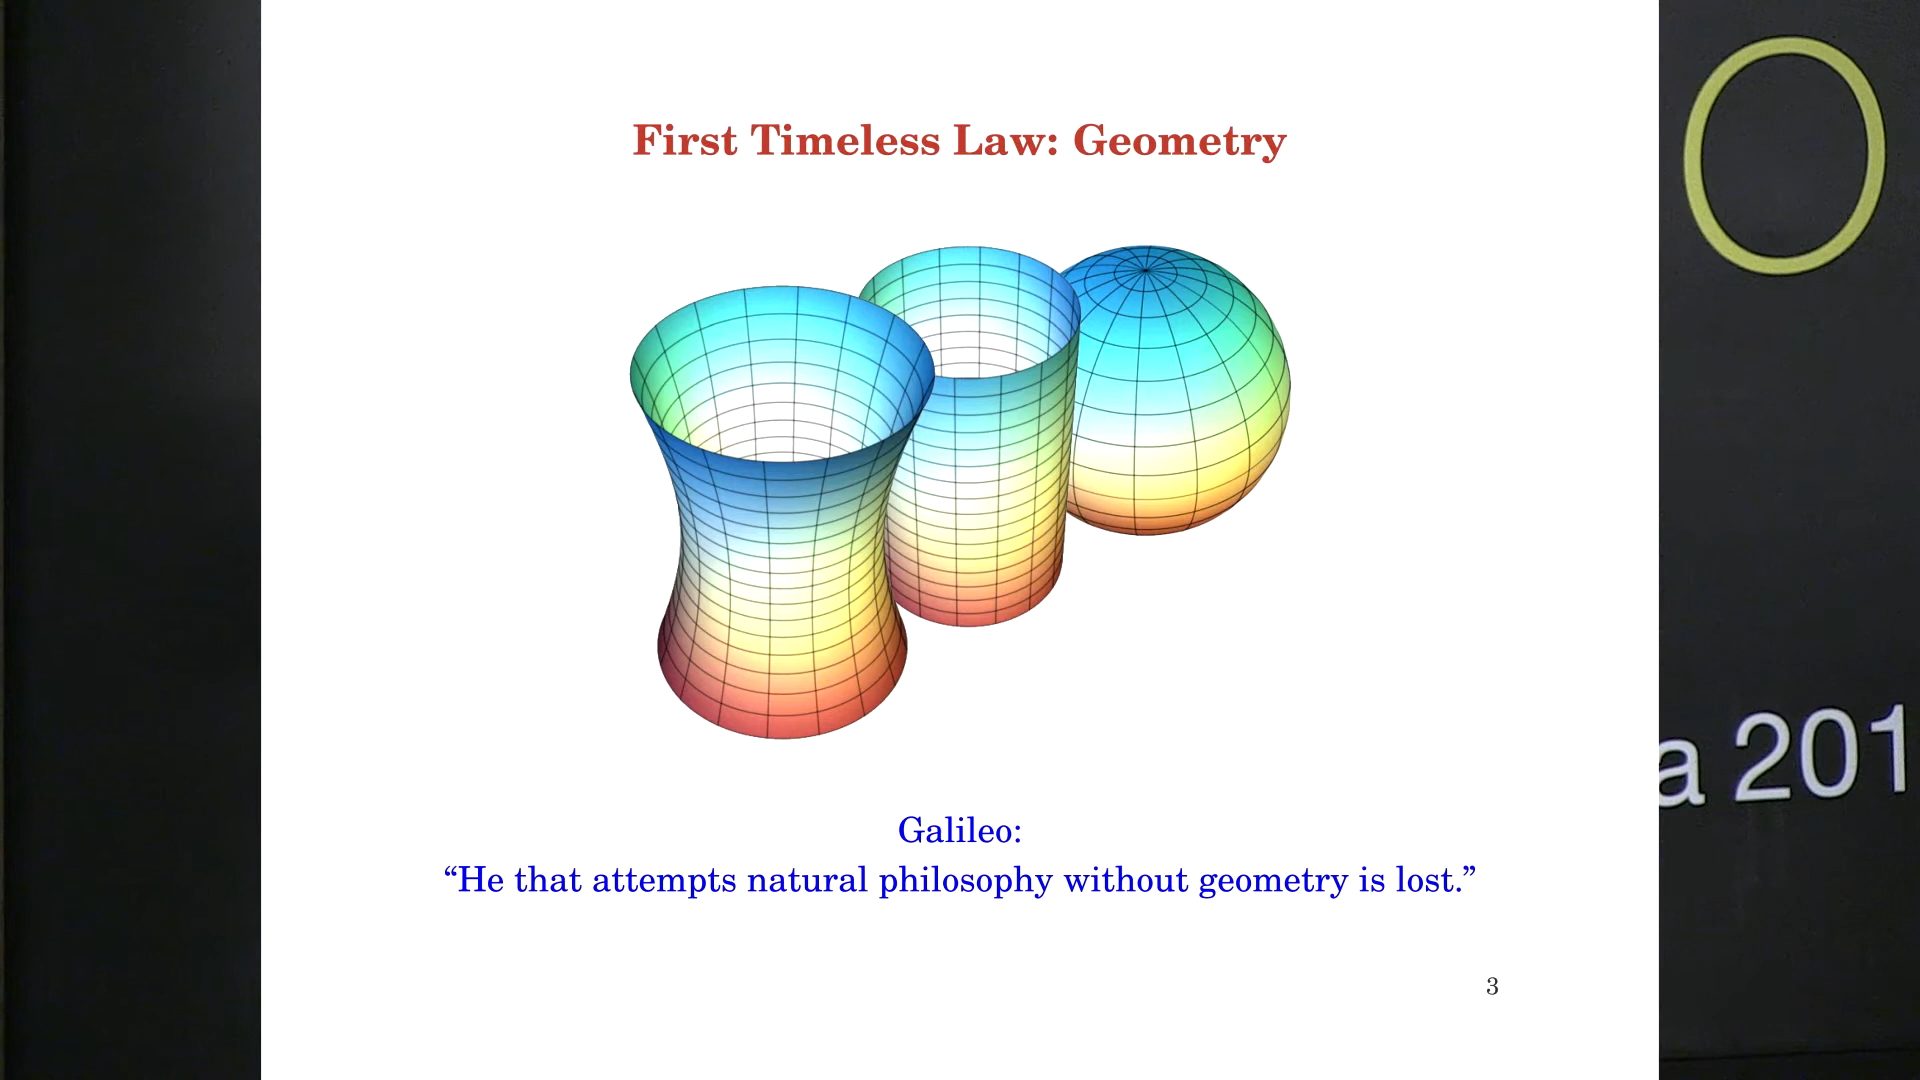 First Timeless Law: Geometry
Galileo:
“He that attempts natural philosophy without geometry is lost.”
3
a 201